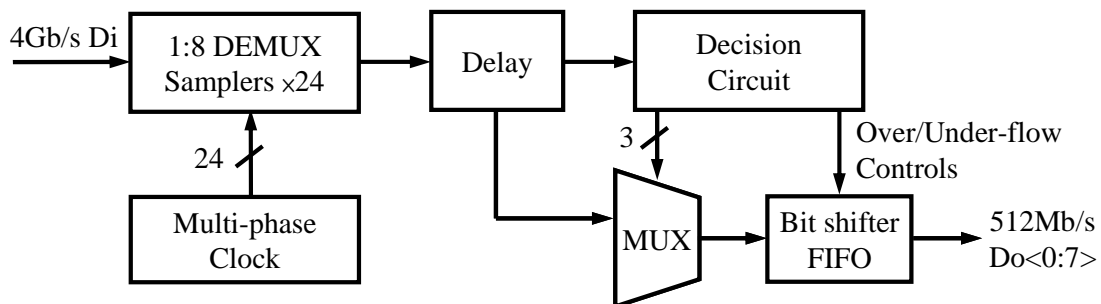 4Gb/s Di
1:8 DEMUX
Samplers ×24
Delay
Decision
Circuit
24
3
Over/Under-flow
Controls
Multi-phase
Clock
MUX
Bit shifter
FIFO
512Mb/s
Do<0:7>